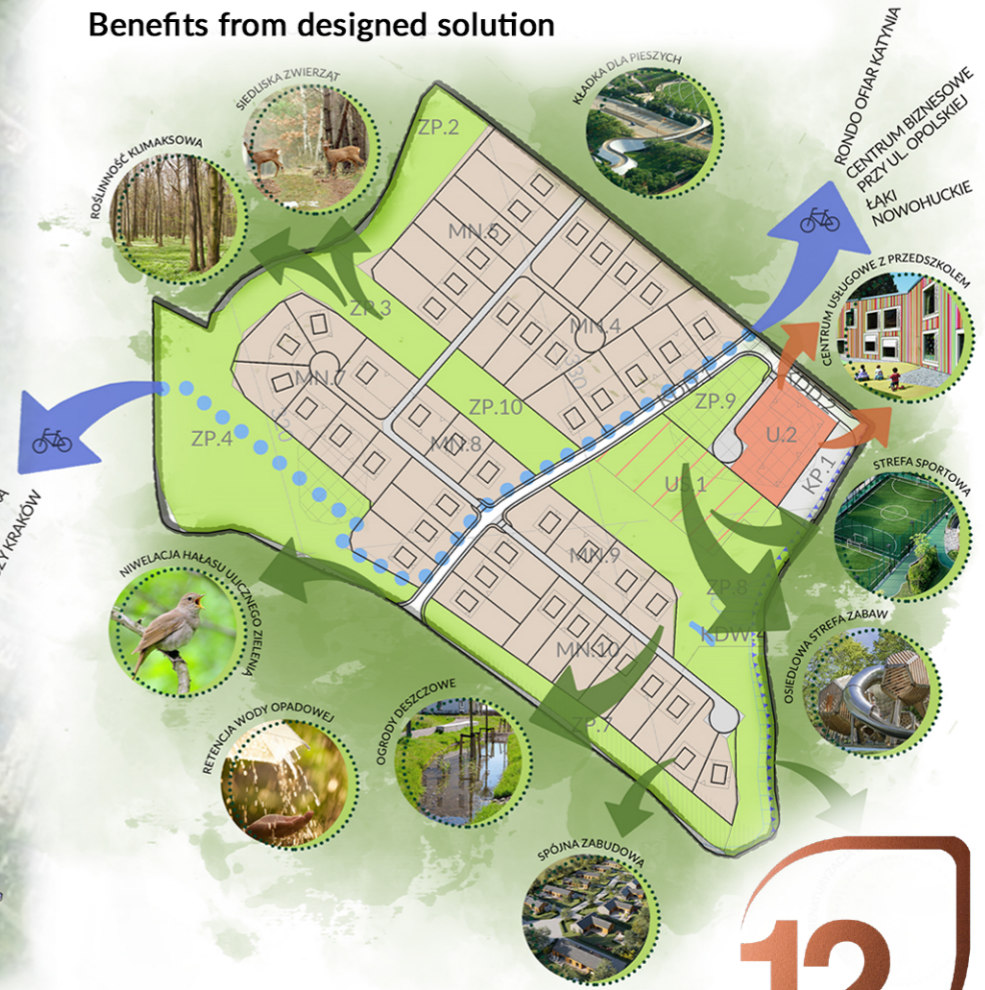 Benefits from designed solution
RONDO OFIAR KATYNIA
CENTRUM BIZNESOWE
PRZY UL. OPOLSKIEJ
ŁĄKI
NOWOHUCKIE
SIEDLISKA ZWIERZĄT
KŁADKA DLA PIESZYCH
ROŚLINNOŚĆ KLIMAKSOWA
CENTRUM USŁUGOWE Z PRZEDSZKOLEM
ZP.2
MN.5
ZP.3
MN.4
MN.7
ZP.10
ZP.9
ZP.4
MN.8
U.2
US.1
KP.1
STREFA SPORTOWA
MN.9
ZP.8
KDW
MN.10
ZP.7
KRAKÓW
NIWELACJA HAŁASU ULICZNEGO ZIELENIĄ
OSIEDLOWA STREFA ZABAW
RETENCJA WODY OPADOWEJ
OGRODY DESZCZOWE
SPÓJNA ZABUDOWA
12